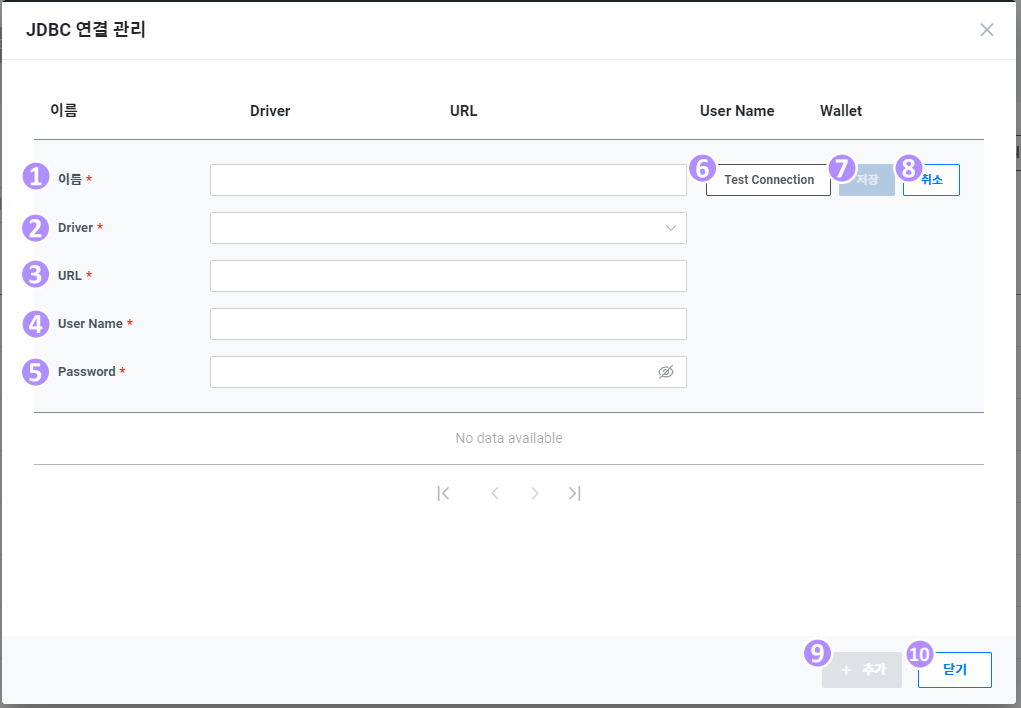 JDBC 연결 관리
이름 Driver URL User Name Wallet
1 이름 * 6 Test Connection 7 저장 8 취소
2 Driver *
3 URL *
4 User Name *
5 Password *
No data available
9 + 추가 10 닫기